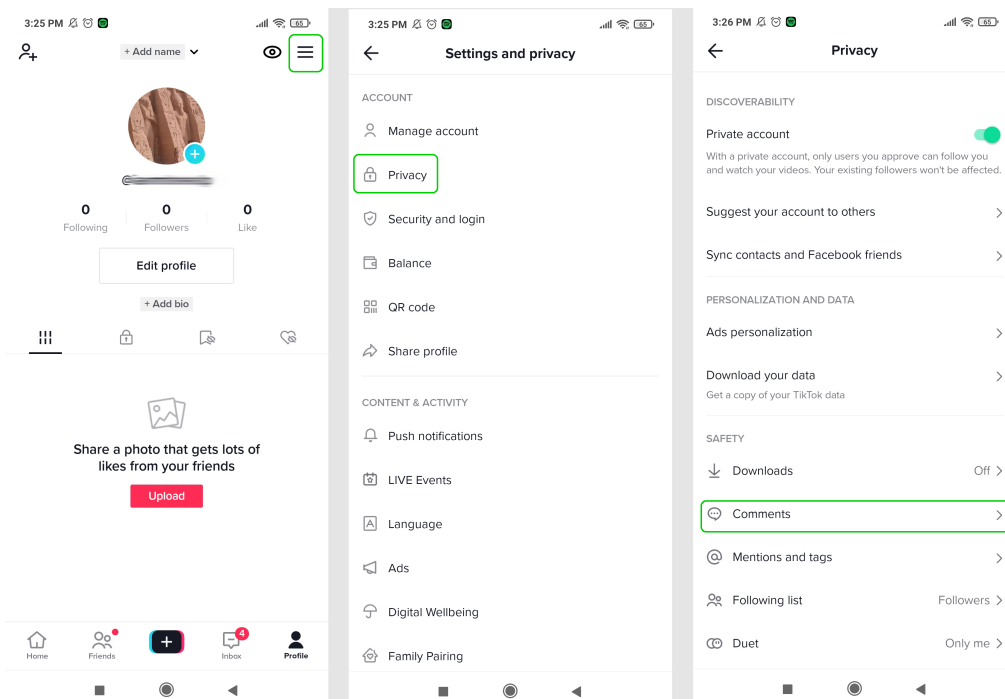 3:25 PM
65
+ Add name
0
0
0
Following
Followers
Like
Edit profile
+ Add bio
Share a photo that gets lots of
likes from your friends
Upload
4
Home
Friends
Inbox
Profile
3:25 PM
65
Settings and privacy
ACCOUNT
Manage account
Privacy
Security and login
Balance
QR code
Share profile
CONTENT & ACTIVITY
Push notifications
LIVE Events
Language
Ads
Digital Wellbeing
Family Pairing
3:26 PM
65
Privacy
DISCOVERABILITY
Private account
With a private account, only users you approve can follow you
and watch your videos. Your existing followers won't be affected.
Suggest your account to others
Sync contacts and Facebook friends
PERSONALIZATION AND DATA
Ads personalization
Download your data
Get a copy of your TikTok data
SAFETY
Downloads Off
Comments
Mentions and tags
Following list Followers
Duet Only me